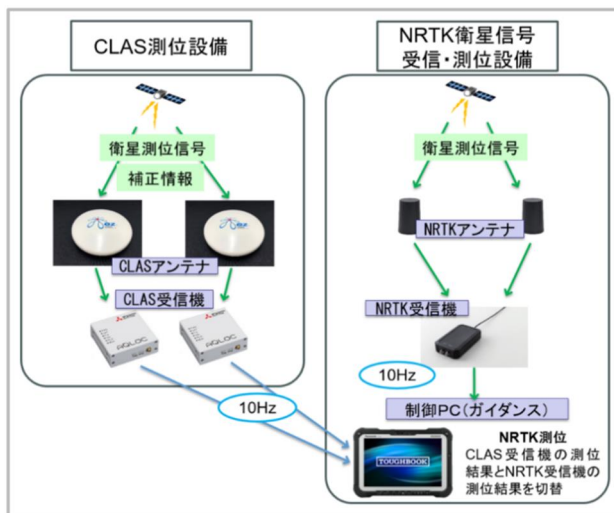 CLAS測位設備
NRTK衛星信号
受信・測位設備
衛星測位信号
補正情報
CLASアンテナ
CLAS受信機
AQLOC
AQLOC
10Hz
衛星測位信号
NRTKアンテナ
NRTK受信機
10Hz
制御PC(ガイダンス)
TOUGHBOOK
NRTK測位
CLAS受信機の測位
結果とNRTK受信機の
測位結果を切替